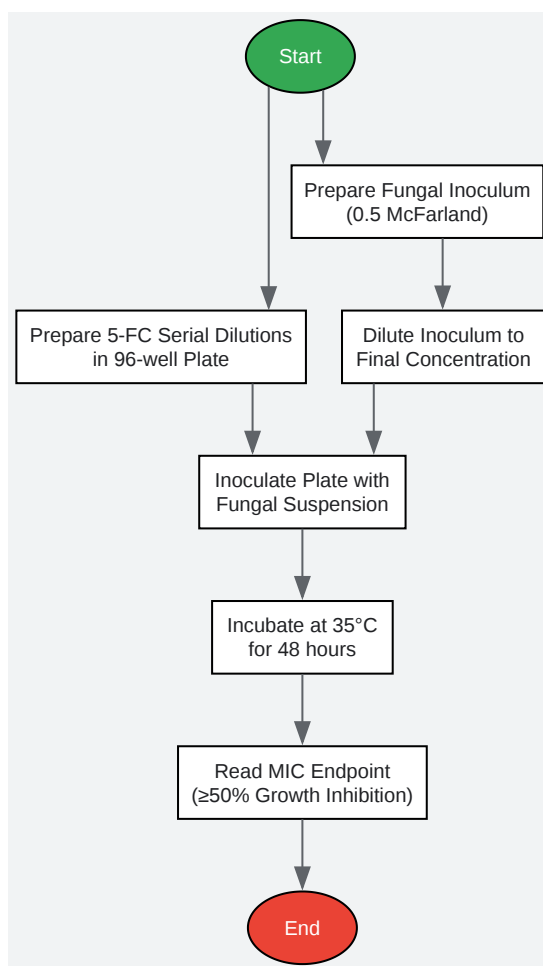 Start
Prepare Fungal Inoculum
(0.5 McFarland)
Prepare 5-FC Serial Dilutions
in 96-well Plate
Dilute Inoculum to
Final Concentration
Inoculate Plate with
Fungal Suspension
Incubate at 35°C
for 48 hours
Read MIC Endpoint
(≥50% Growth Inhibition)
End